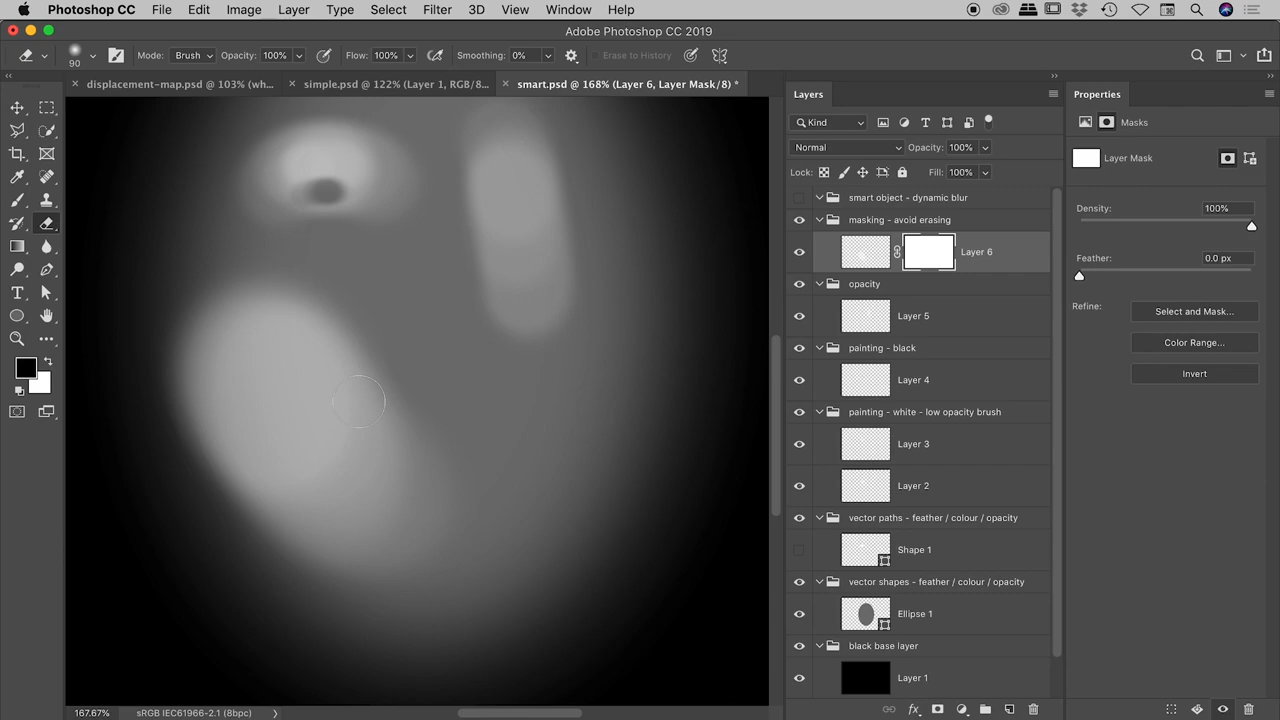 Photoshop CC File Edit Image Layer Type Select Filter 3D View Window Help
Adobe Photoshop CC 2019
90 Mode: Brush Opacity: 100% Flow: 100% Smoothing: 0% Erase to History
displacement-map.psd @ 103% (wh... simple.psd @ 122% (Layer 1, RGB/8... smart.psd @ 168% (Layer 6, Layer Mask/8) *
Layers
Kind
Normal Opacity: 100%
Lock: Fill: 100%
smart object - dynamic blur
masking - avoid erasing
Layer 6
opacity
Layer 5
painting - black
Layer 4
painting - white - low opacity brush
Layer 3
Layer 2
vector paths - feather / colour / opacity
Shape 1
vector shapes - feather / colour / opacity
Ellipse 1
black base layer
Layer 1
Properties
Masks
Layer Mask
Density: 100%
Feather: 0.0 px
Refine: Select and Mask...
Color Range...
Invert
167.67% sRGB IEC61966-2.1 (8bpc)